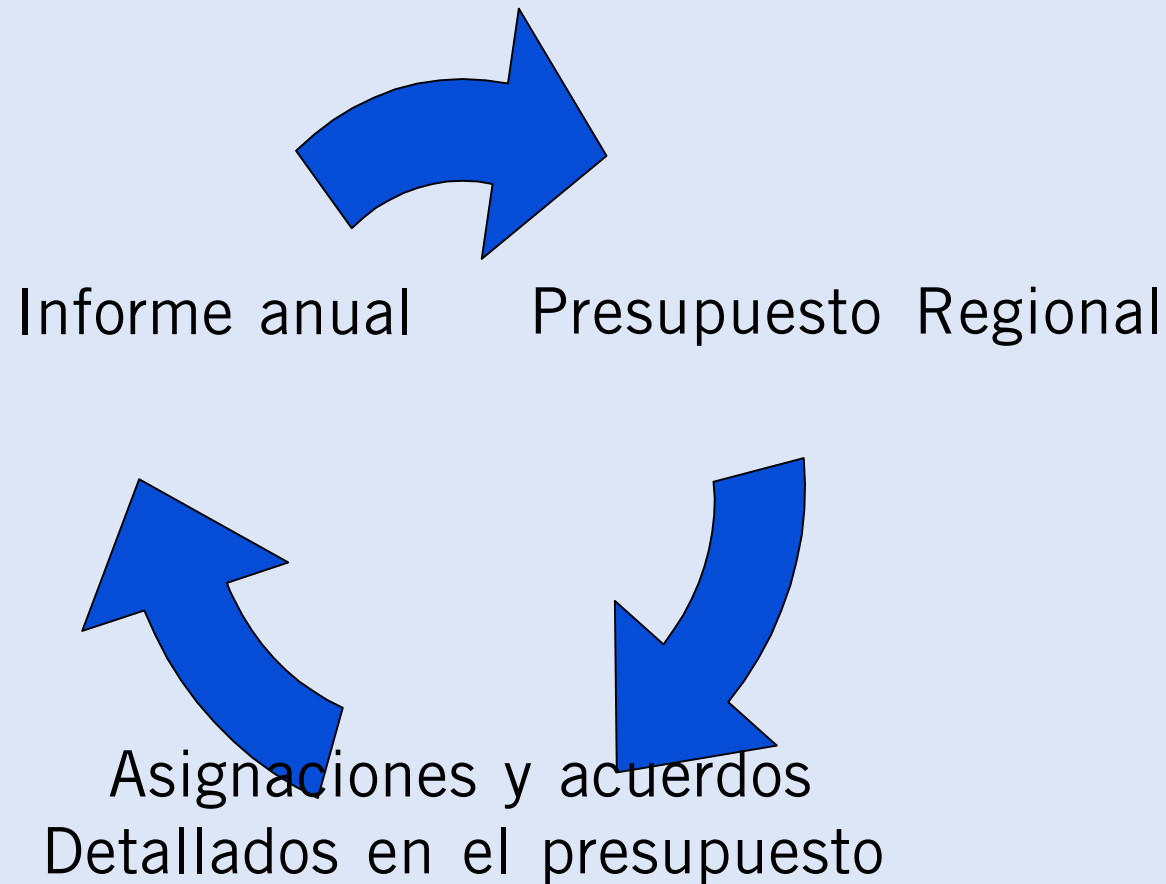 Informe anual
Presupuesto Regional
Asignaciones y acuerdos
Detallados en el presupuesto